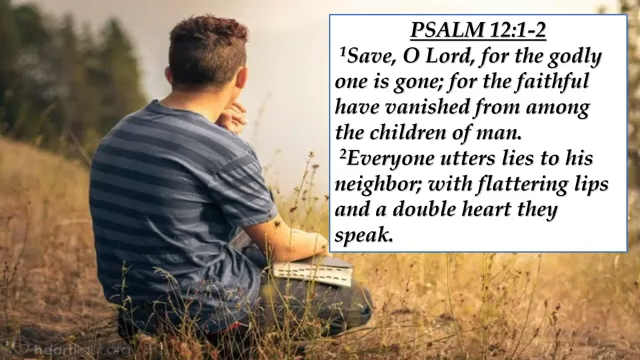 PSALM 12:1-2
¹Save, O Lord, for the godly
one is gone; for the faithful
have vanished from among
the children of man.
²Everyone utters lies to his
neighbor; with flattering lips
and a double heart they
speak.